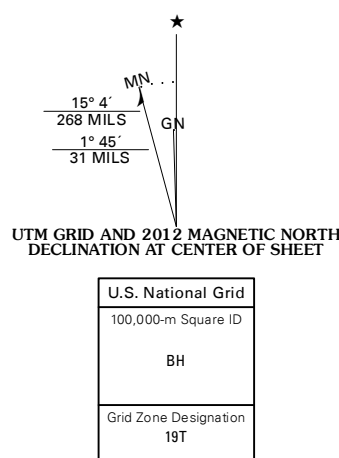 MN
GN
15° 4´
268 MILS
1° 45´
31 MILS
UTM GRID AND 2012 MAGNETIC NORTH
DECLINATION AT CENTER OF SHEET
U.S. National Grid
100,000-m Square ID
BH
Grid Zone Designation
19T